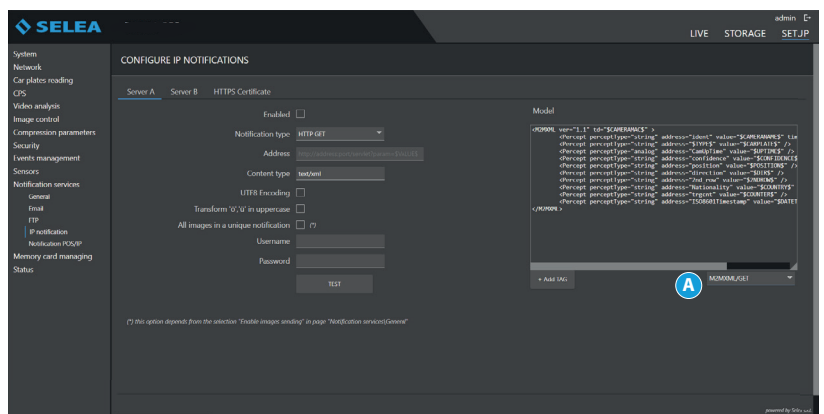 SELEA
admin
LIVE STORAGE SETUP
System
Network
Car plates reading
CPS
Video analysis
Image control
Compression parameters
Security
Events management
Sensors
Notification services
General
Email
FTP
IP notification
Notification POS/IP
Memory card managing
Status
CONFIGURE IP NOTIFICATIONS
Server A Server B HTTPS Certificate
Enabled
Notification type HTTP GET
Address
Content type text/xml
UTF8 Encoding
Transform 'ö','ü' in uppercase
All images in a unique notification (*)
Username
Password
TEST
(*) this option depends from the selection "Enable images sending" in page "Notification services\General"
Model
<M2MXML ver="1.1" td="$CAMERAMAC$" >
<Percept perceptType="string" address="ident" value="$CAMERANAME$" tim
<Percept perceptType="string" address="$TYPE$" value="$CARPLATE$" />
<Percept perceptType="analog" address="CamUpTime" value="$UPTIME$" />
<Percept perceptType="string" address="confidence" value="$CONFIDENCE$
<Percept perceptType="string" address="position" value="$POSITION$" />
<Percept perceptType="string" address="direction" value="$DIR$" />
<Percept perceptType="string" address="2nd row" value="$2NDROW$" />
<Percept perceptType="string" address="Nationality" value="$COUNTRY$"
<Percept perceptType="string" address="trgcnt" value="$COUNTER$" />
<Percept perceptType="string" address="ISO8601Timestamp" value="$DATET
</M2MXML>
+ Add TAG
A
M2MXML/GET
powered by Selea s.r.l.